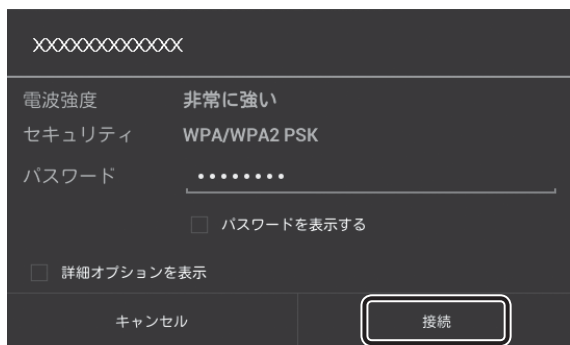 XXXXXXXXXXXXX
電波強度 非常に強い
セキュリティ WPA/WPA2 PSK
パスワード ••••••••
パスワードを表示する
詳細オプションを表示
キャンセル 接続